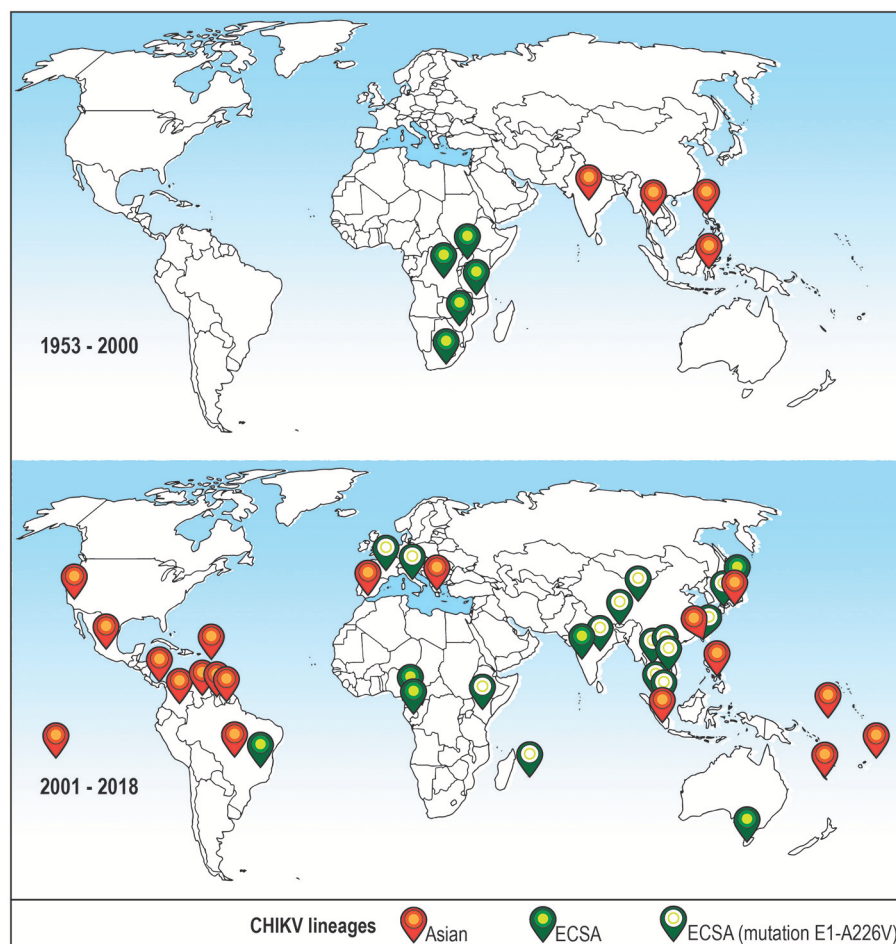 1953 - 2000
2001 - 2018
CHIKV lineages Asian ECSA ECSA (mutation E1-A226V)